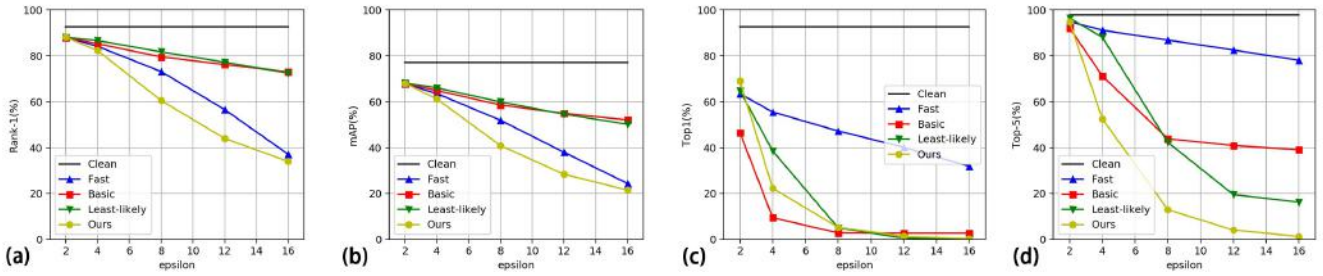 100
80
60
40
20
0
Rank-1(%)
Clean
Fast
Basic
Least-likely
Ours
2 4 6 8 10 12 14 16
epsilon
(a)
100
80
60
40
20
0
mAP(%)
Clean
Fast
Basic
Least-likely
Ours
2 4 6 8 10 12 14 16
epsilon
(b)
100
80
60
40
20
0
Top1(%)
Clean
Fast
Basic
Least-likely
Ours
2 4 6 8 10 12 14 16
epsilon
(c)
100
80
60
40
20
0
Top-5(%)
Clean
Fast
Basic
Least-likely
Ours
2 4 6 8 10 12 14 16
epsilon
(d)